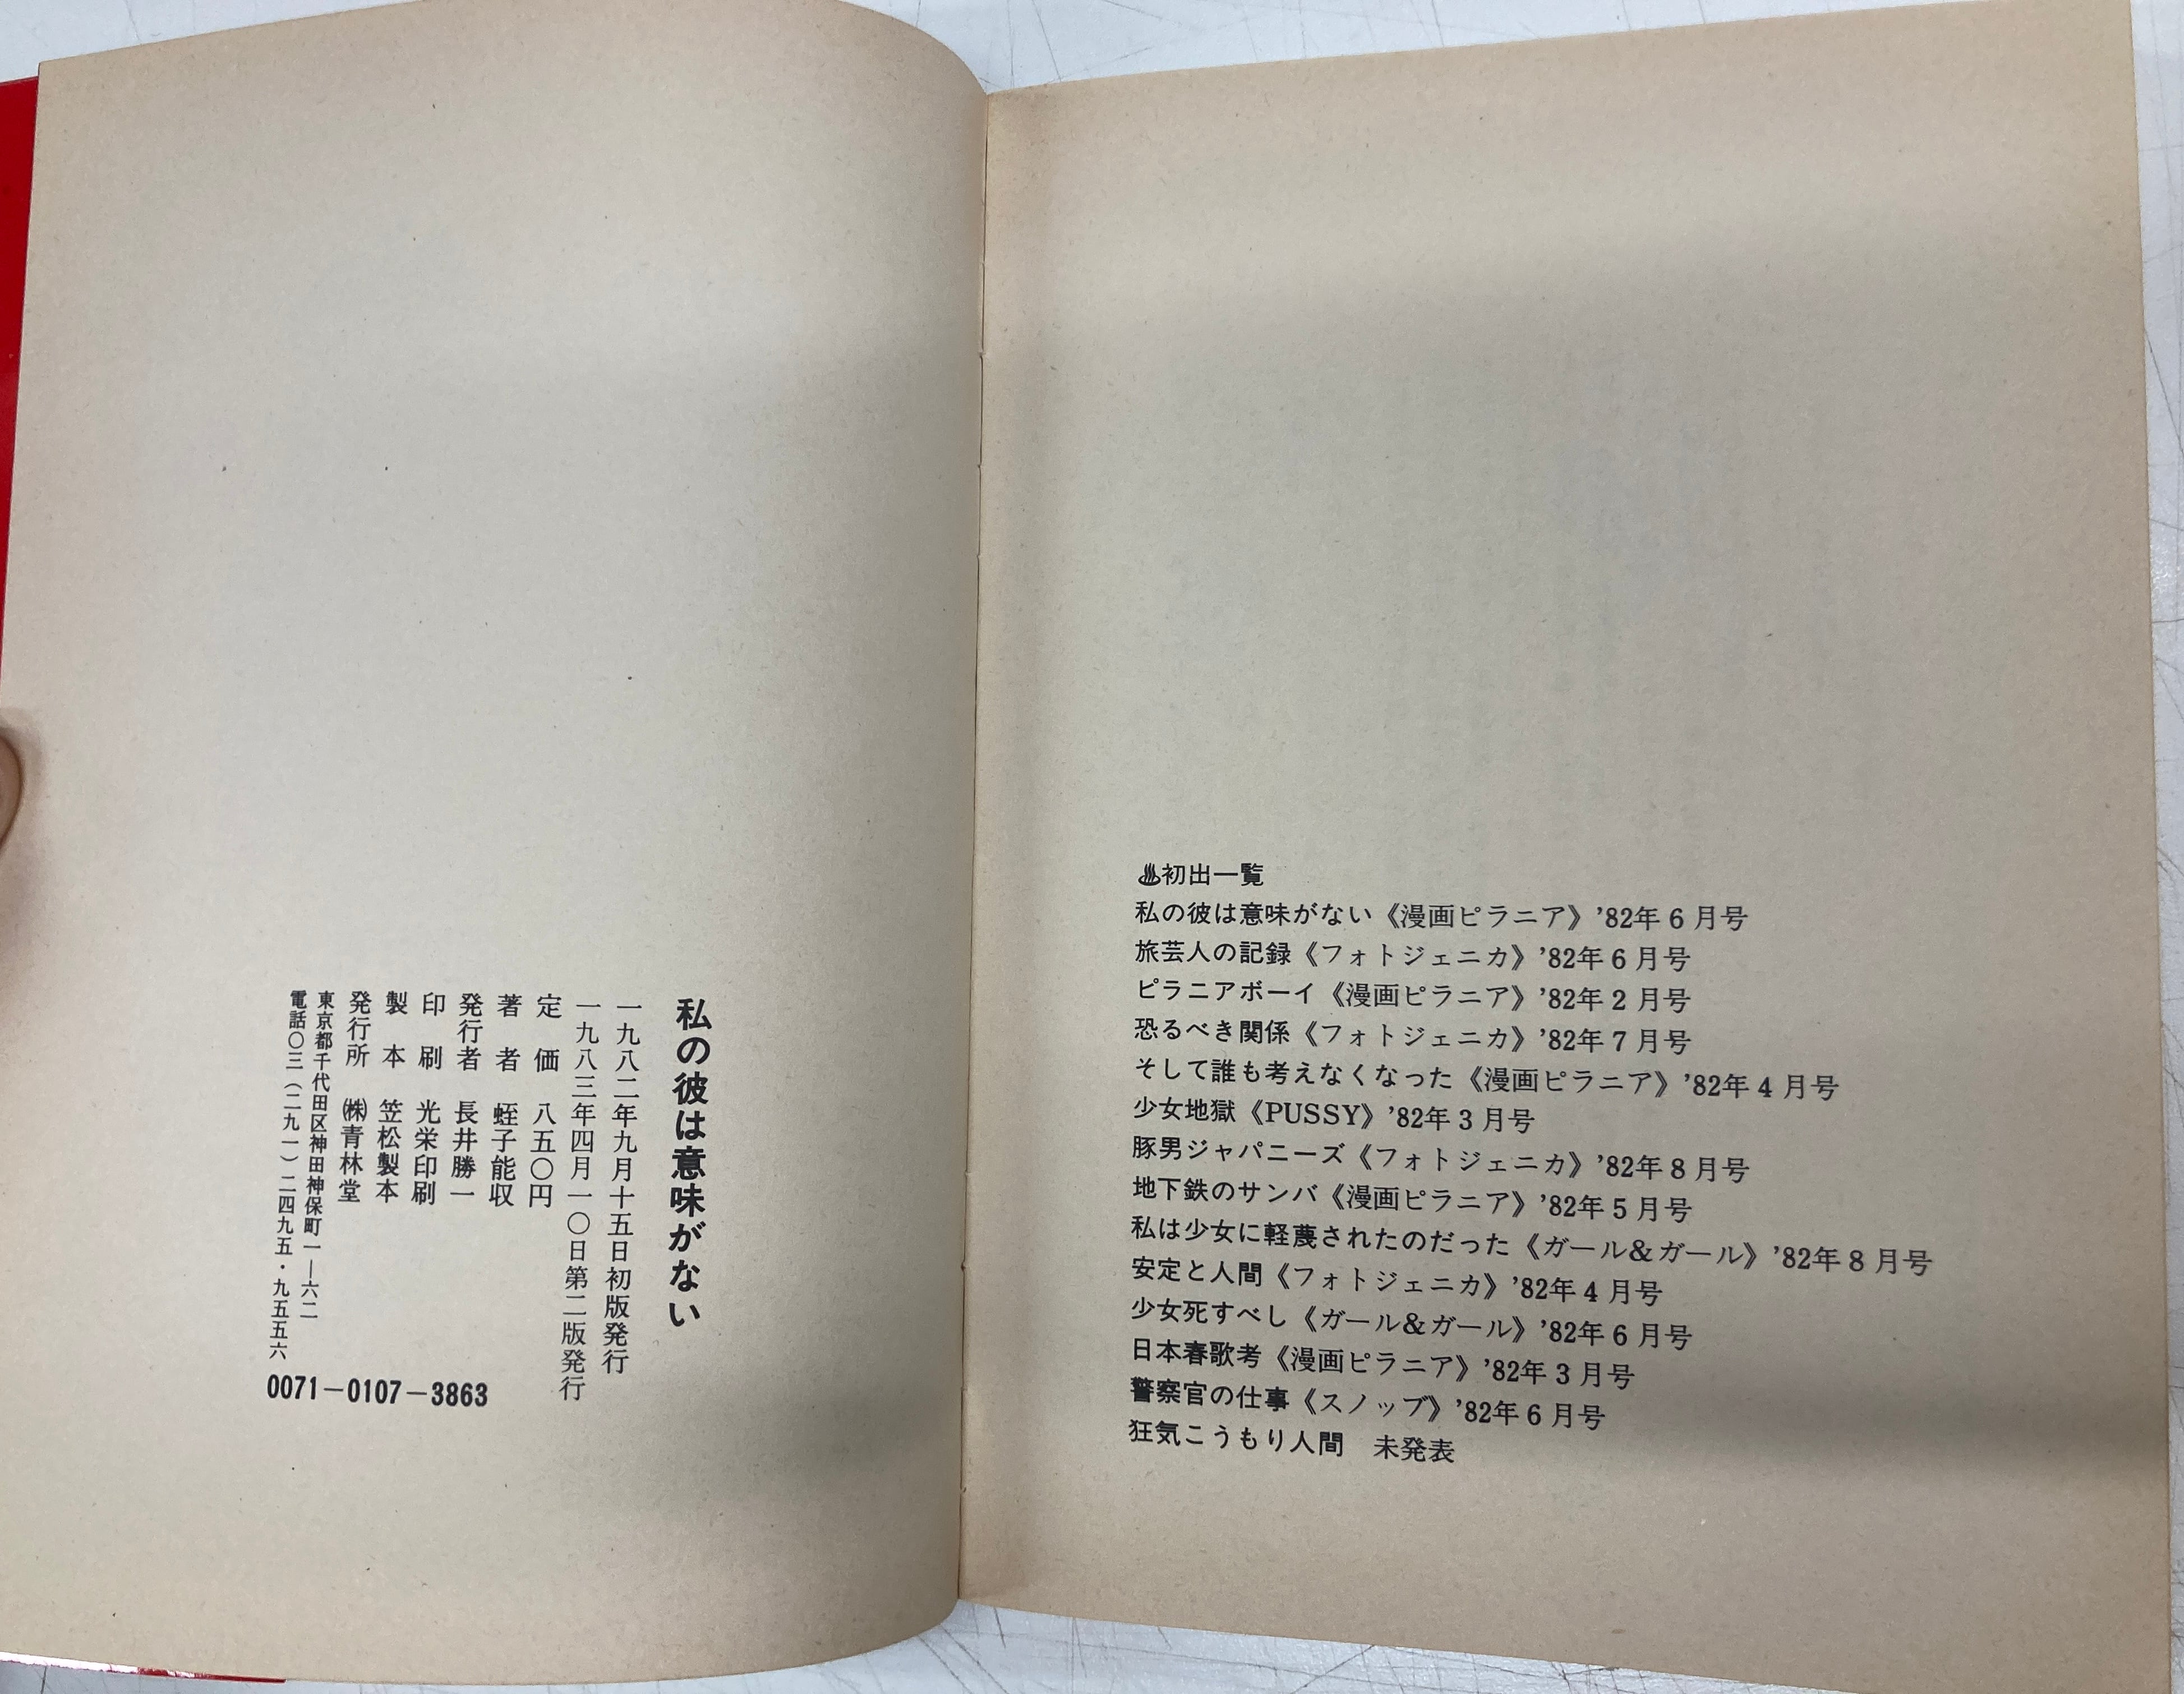 ♨初出一覧
私の彼は意味がない《漫画ピラニア》’82年6月号
旅芸人の記録《フォトジェニカ》’82年6月号
ピラニアボーイ《漫画ピラニア》’82年2月号
恐るべき関係《フォトジェニカ》’82年7月号
そして誰も考えなくなった《漫画ピラニア》’82年4月号
少女地獄《PUSSY》’82年3月号
豚男ジャパニーズ《フォトジェニカ》’82年8月号
地下鉄のサンバ《漫画ピラニア》’82年5月号
私は少女に軽蔑されたのだった《ガール&ガール》’82年8月号
安定と人間《フォトジェニカ》’82年4月号
少女死すべし《ガール&ガール》’82年6月号
日本春歌考《漫画ピラニア》’82年3月号
警察官の仕事《スノッブ》’82年6月号
狂気こうもり人間　未発表
私の彼は意味がない
一九八二年九月十五日初版発行
一九八三年四月一〇日第二版発行
定価　八五〇円
著者　蛭子能収
発行者　長井勝一
印刷　光栄印刷
製本　笠松製本
発行所　㈱青林堂
東京都千代田区神田神保町一―六二
電話〇三(二九一)二四九五・九五五六
0071-0107-3863